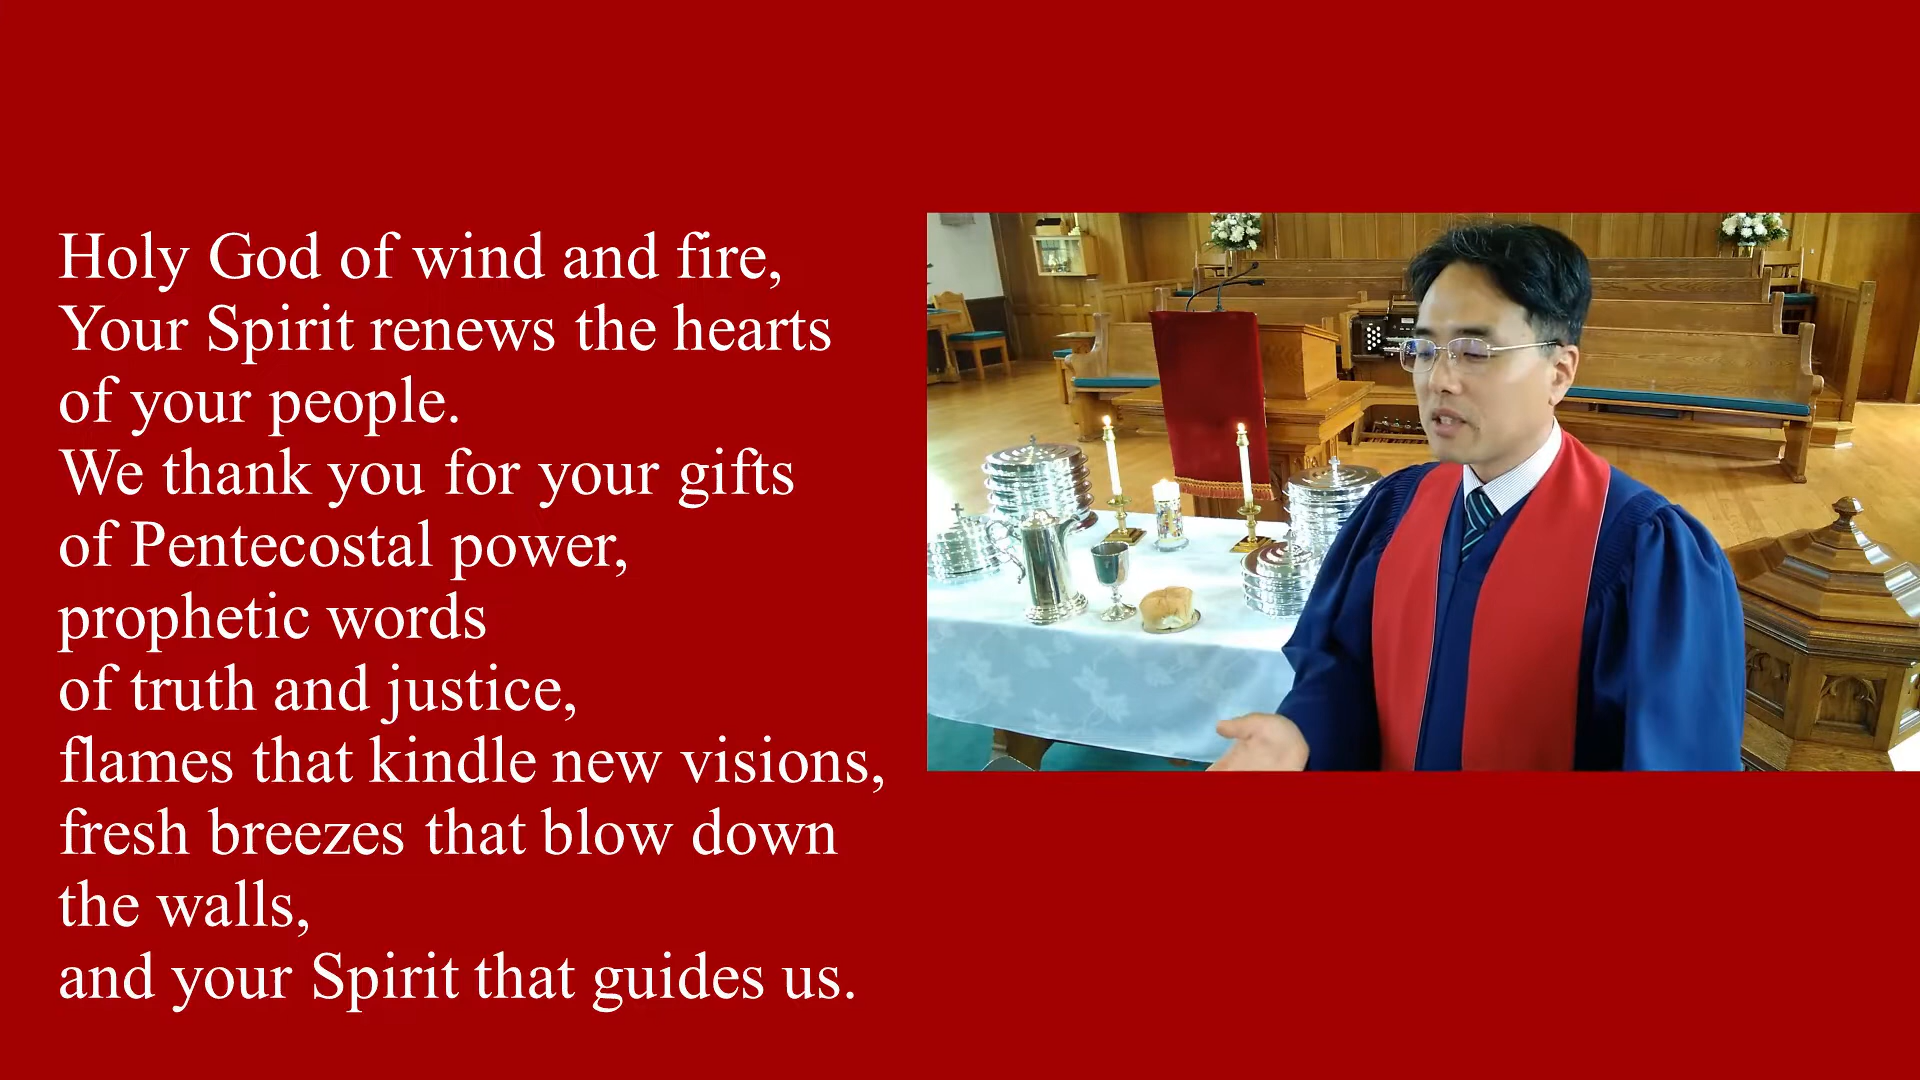 Holy God of wind and fire,
Your Spirit renews the hearts
of your people.
We thank you for your gifts
of Pentecostal power,
prophetic words
of truth and justice,
flames that kindle new visions,
fresh breezes that blow down
the walls,
and your Spirit that guides us.